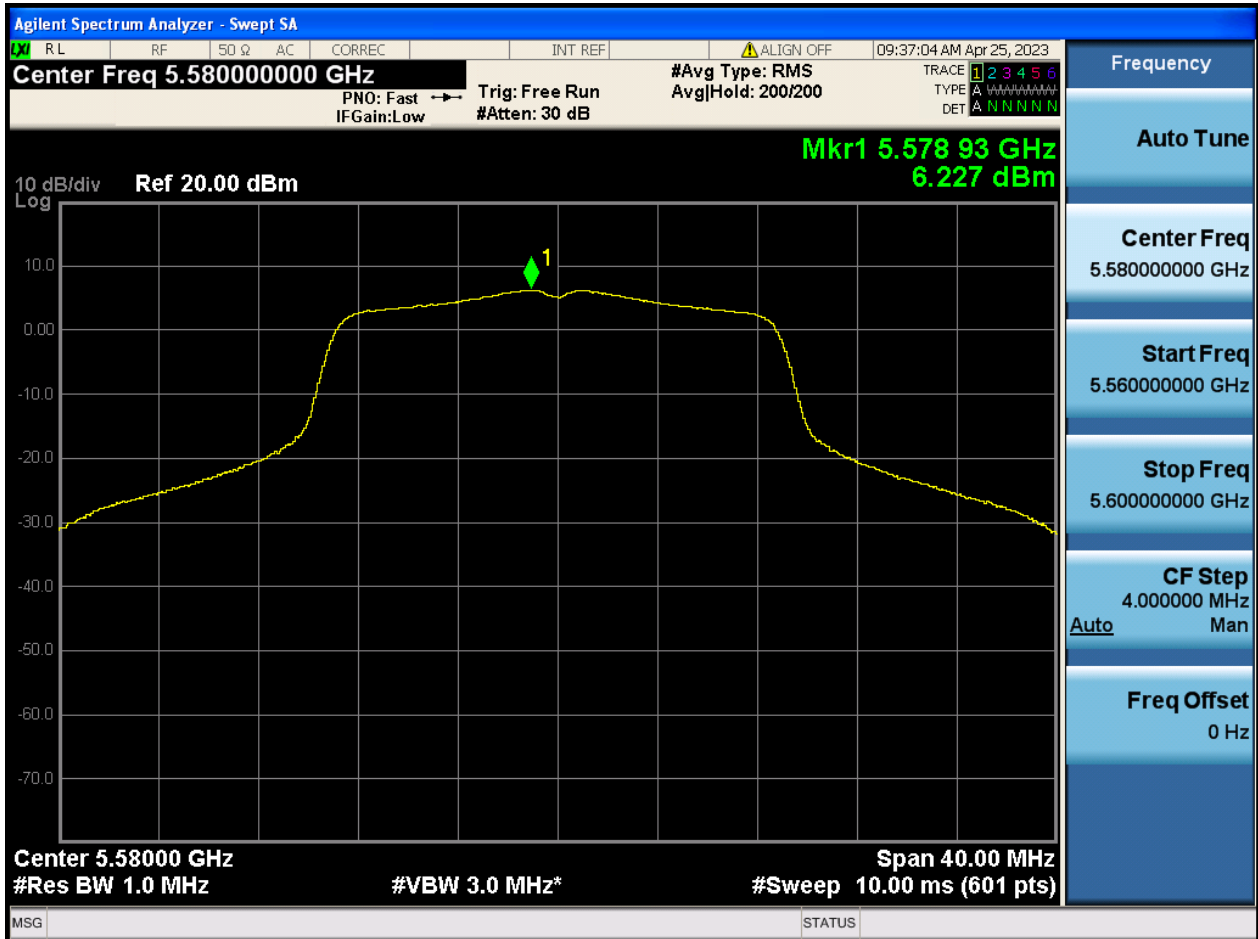 Agilent Spectrum Analyzer - Swept SA
LXI RL RF 50 Ω AC CORREC INT REF ALIGN OFF 09:37:04 AM Apr 25, 2023
Center Freq 5.580000000 GHz
PNO: Fast
IFGain:Low
Trig: Free Run
#Atten: 30 dB
#Avg Type: RMS
Avg|Hold: 200/200
TRACE 1 2 3 4 5 6
TYPE A WWWWW
DET A N N N N N
Mkr1 5.578 93 GHz
6.227 dBm
10 dB/div Ref 20.00 dBm
Log
1
10.0
0.00
-10.0
-20.0
-30.0
-40.0
-50.0
-60.0
-70.0
Center 5.58000 GHz Span 40.00 MHz
#Res BW 1.0 MHz #VBW 3.0 MHz* #Sweep 10.00 ms (601 pts)
MSG STATUS
Frequency
Auto Tune
Center Freq
5.580000000 GHz
Start Freq
5.560000000 GHz
Stop Freq
5.600000000 GHz
CF Step
4.000000 MHz
Auto Man
Freq Offset
0 Hz